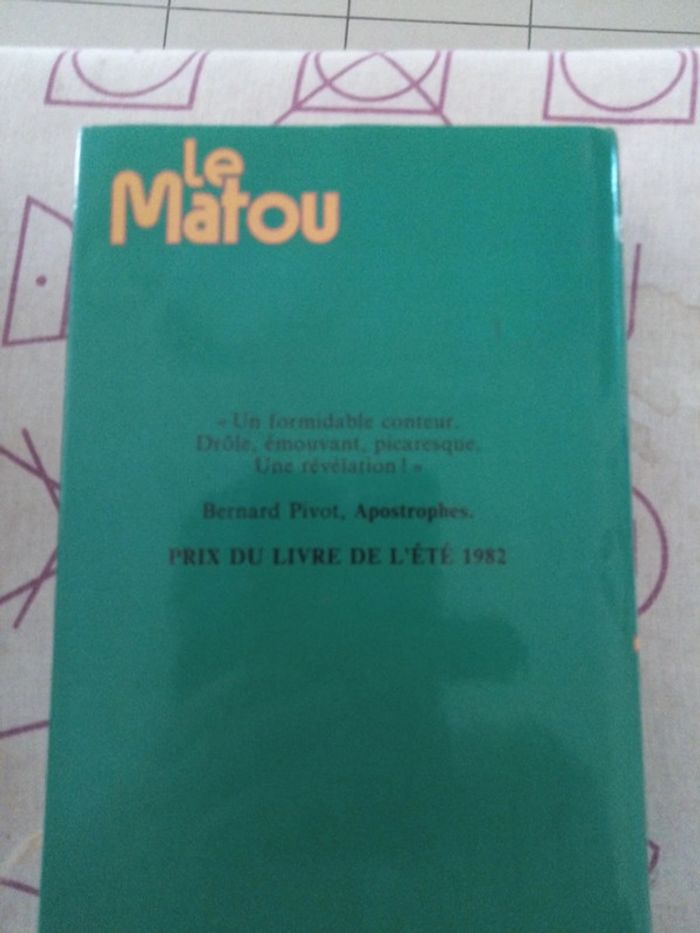 Le
Matou
« Un formidable conteur.
Drôle, émouvant, picaresque.
Une révélation ! »
Bernard Pivot, Apostrophes.
PRIX DU LIVRE DE L'ÉTÉ 1982